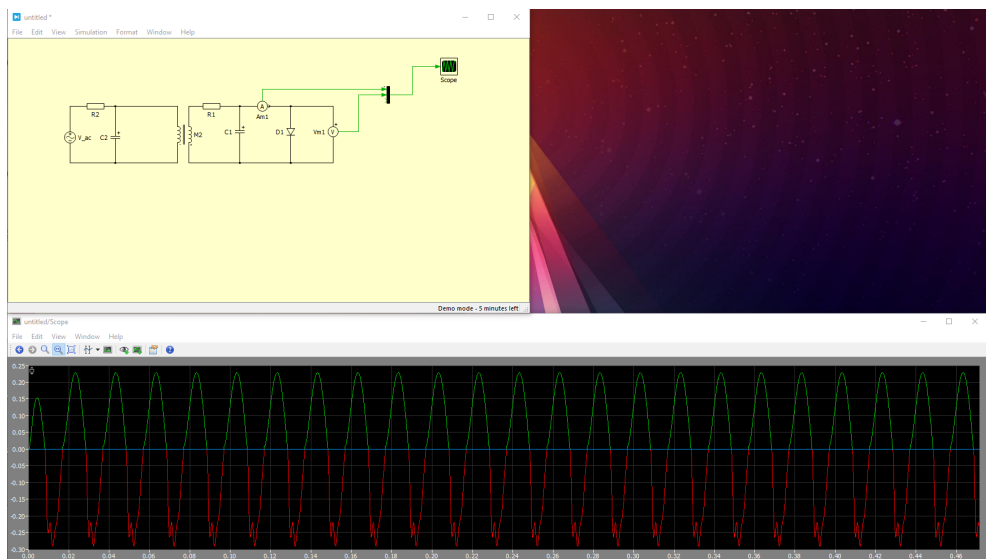 untitled *
File Edit View Simulation Format Window Help
Scope
R2
R1
Am1
V_ac
C2
M2
C1
D1
Vm1
A
V
Demo mode - 5 minutes left
untitled/Scope
File Edit View Window Help
0.25
0.20
0.15
0.10
0.05
0.00
-0.05
-0.10
-0.15
-0.20
-0.25
-0.30
0.00 0.02 0.04 0.06 0.08 0.10 0.12 0.14 0.16 0.18 0.20 0.22 0.24 0.26 0.28 0.30 0.32 0.34 0.36 0.38 0.40 0.42 0.44 0.46